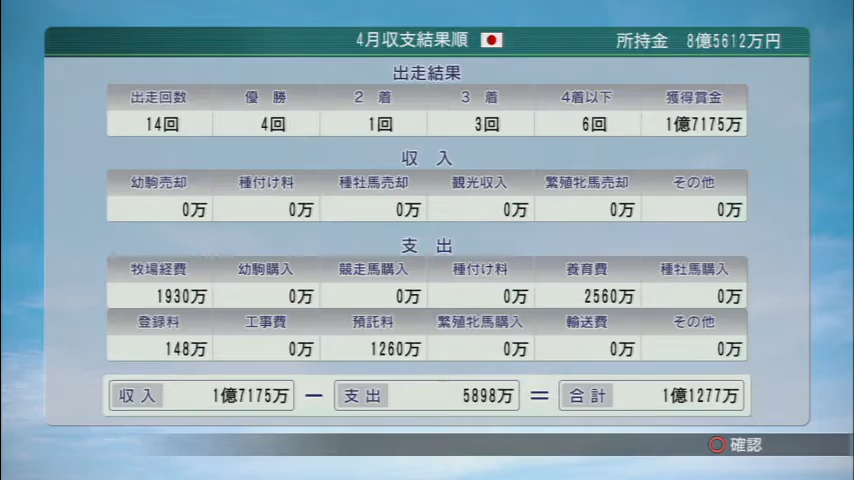 4月収支結果順 所持金 8億5612万円
出走結果
出走回数 優勝 2着 3着 4着以下 獲得賞金
14回 4回 1回 3回 6回 1億7175万
収入
幼駒売却 種付け料 種牡馬売却 観光収入 繁殖牝馬売却 その他
0万 0万 0万 0万 0万 0万
支出
牧場経費 幼駒購入 競走馬購入 種付け料 養育費 種牡馬購入
1930万 0万 0万 0万 2560万 0万
登録料 工事費 預託料 繁殖牝馬購入 輸送費 その他
148万 0万 1260万 0万 0万 0万
収入 1億7175万 － 支出 5898万 ＝ 合計 1億1277万
確認